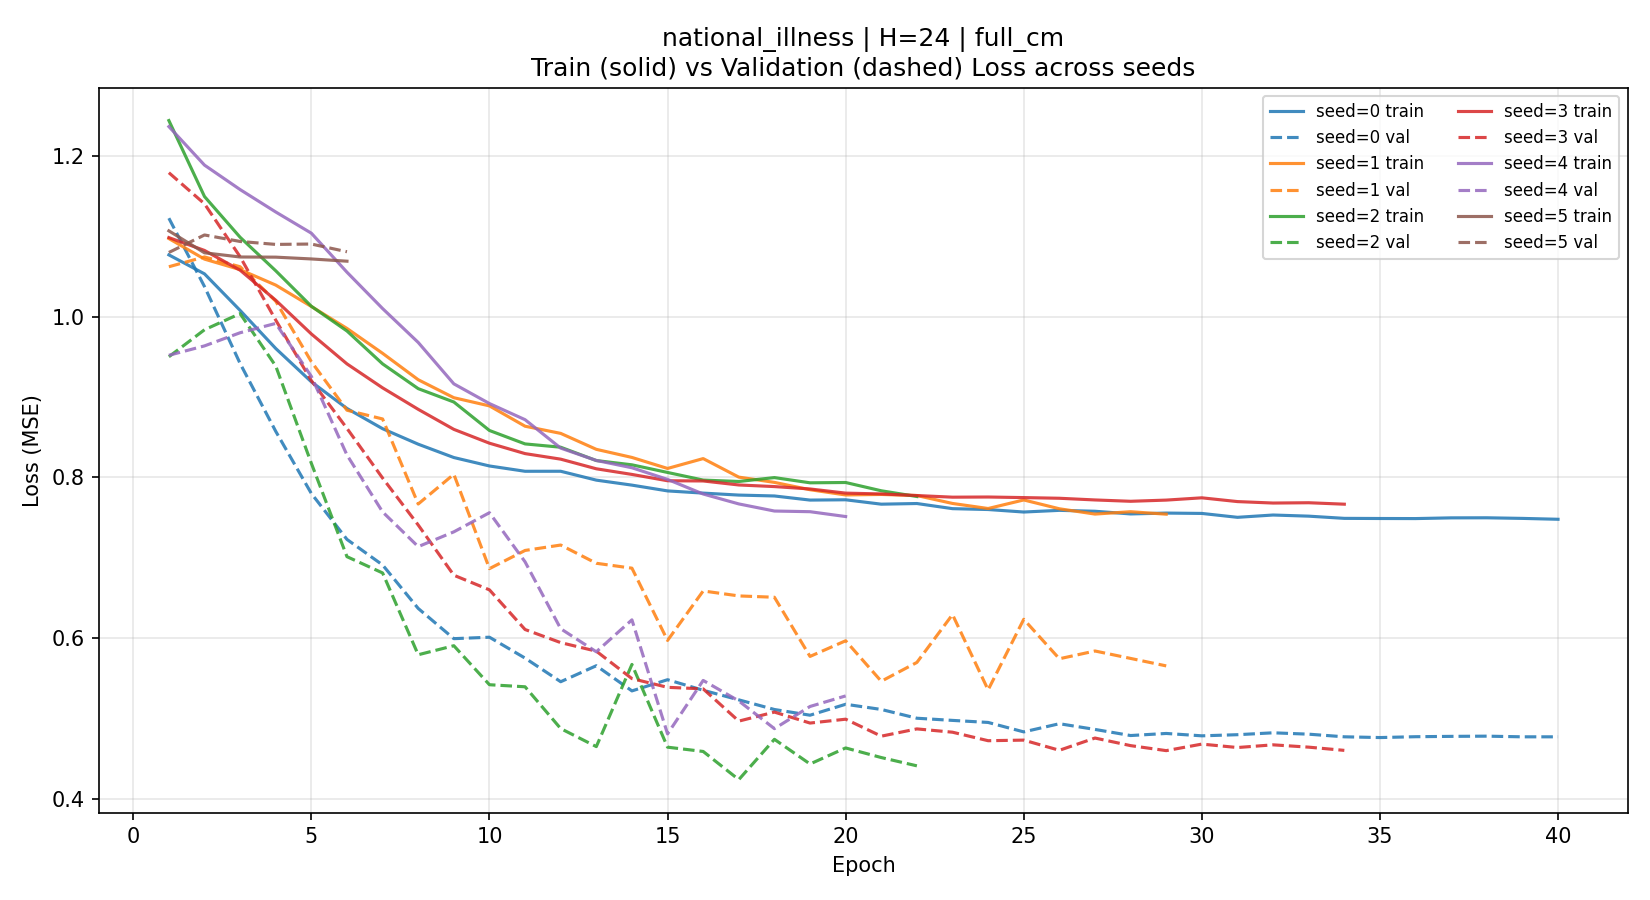 national_illness | H=24 | full_cm
Train (solid) vs Validation (dashed) Loss across seeds
seed=0 train
seed=0 val
seed=1 train
seed=1 val
seed=2 train
seed=2 val
seed=3 train
seed=3 val
seed=4 train
seed=4 val
seed=5 train
seed=5 val
Loss (MSE)
1.2
1.0
0.8
0.6
0.4
0 5 10 15 20 25 30 35 40
Epoch